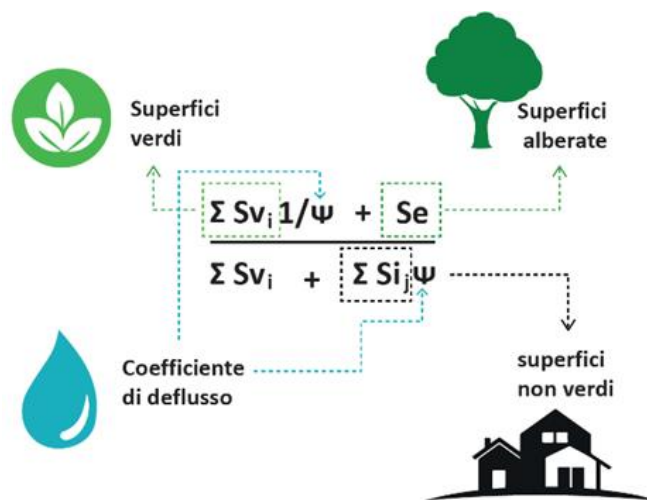 Superfici
verdi
Superfici
alberate
Σ Svᵢ 1/Ψ + Se
Σ Svᵢ + Σ Siⱼ Ψ
Coefficiente
di deflusso
superfici
non verdi